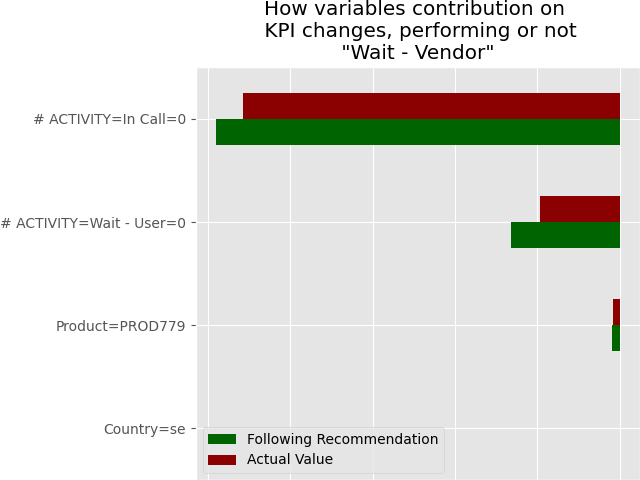 How variables contribution on
KPI changes, performing or not
"Wait - Vendor"
# ACTIVITY=In Call=0
# ACTIVITY=Wait - User=0
Product=PROD779
Country=se
Following Recommendation
Actual Value